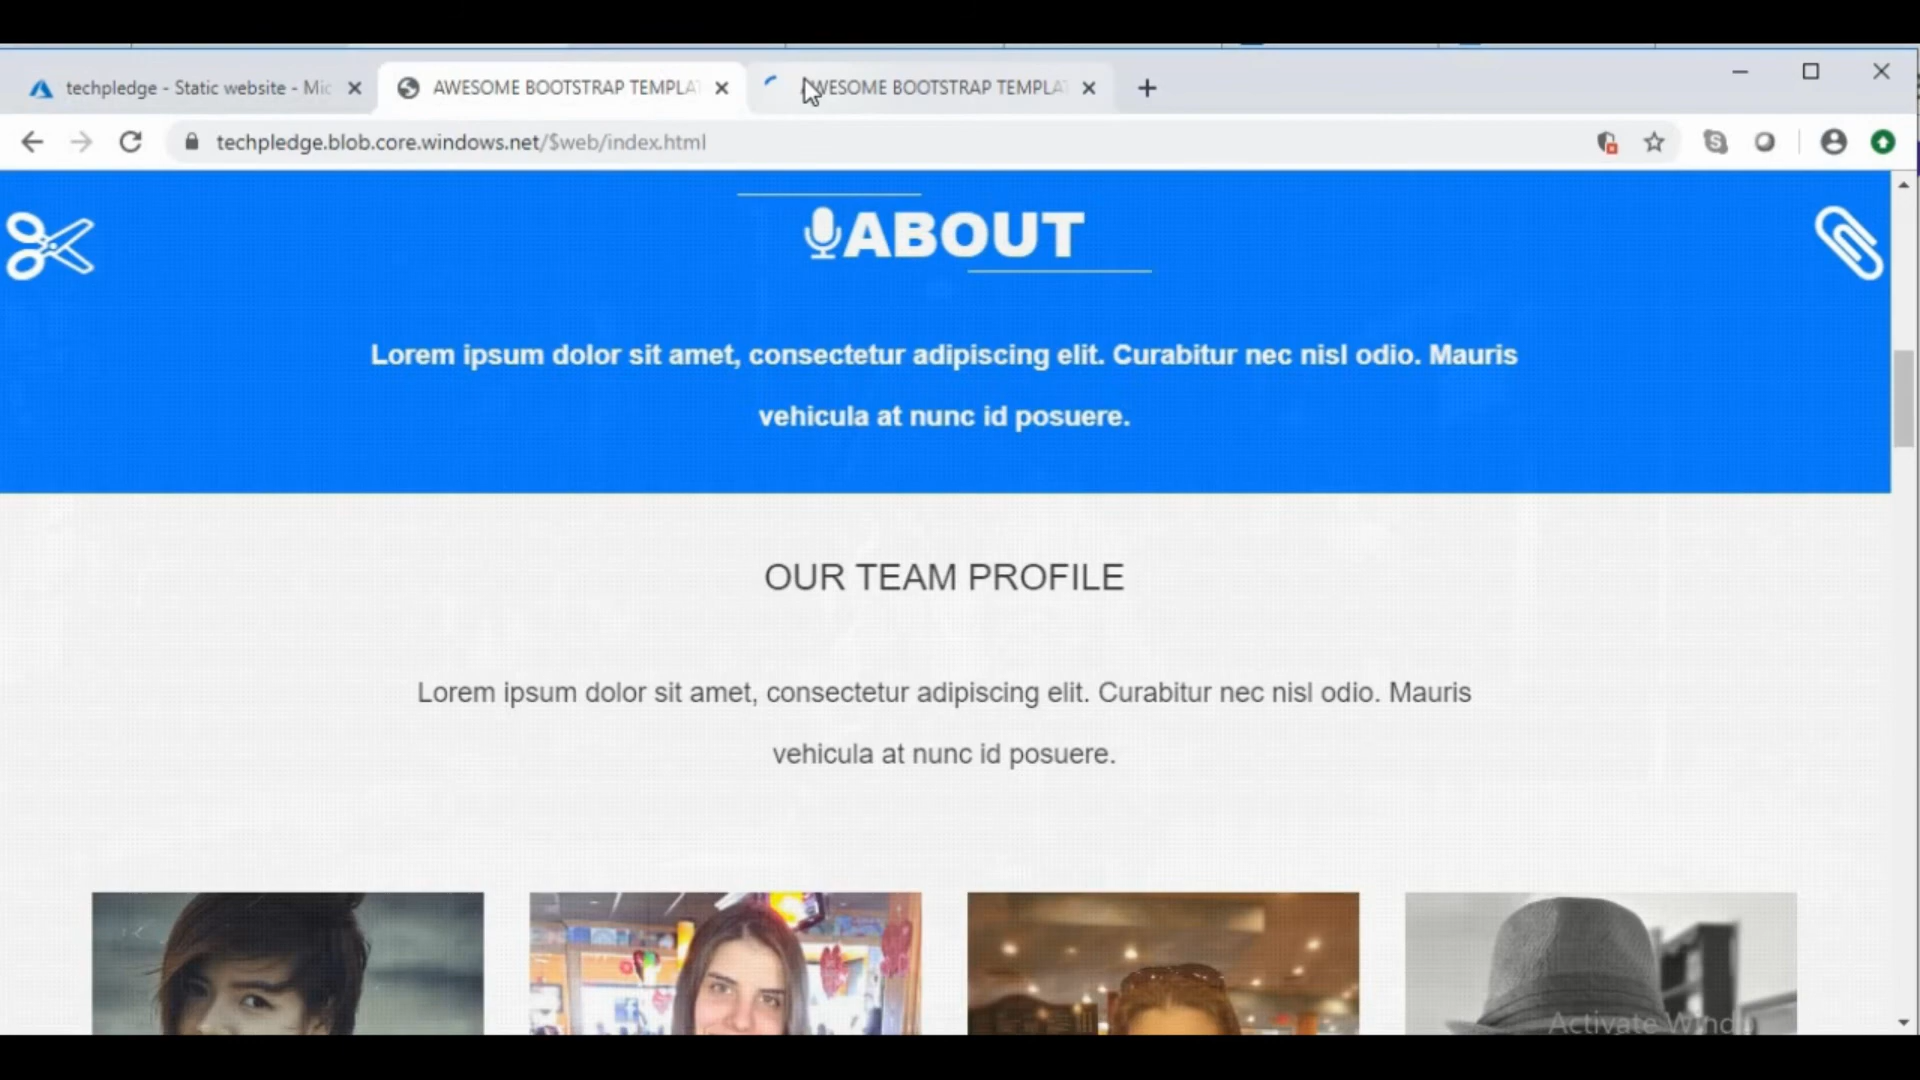 techpledge - Static website - Mic
AWESOME BOOTSTRAP TEMPLA
AWESOME BOOTSTRAP TEMPLA
techpledge.blob.core.windows.net/$web/index.html
ABOUT
Lorem ipsum dolor sit amet, consectetur adipiscing elit. Curabitur nec nisl odio. Mauris
vehicula at nunc id posuere.
OUR TEAM PROFILE
Lorem ipsum dolor sit amet, consectetur adipiscing elit. Curabitur nec nisl odio. Mauris
vehicula at nunc id posuere.
Activate Wind